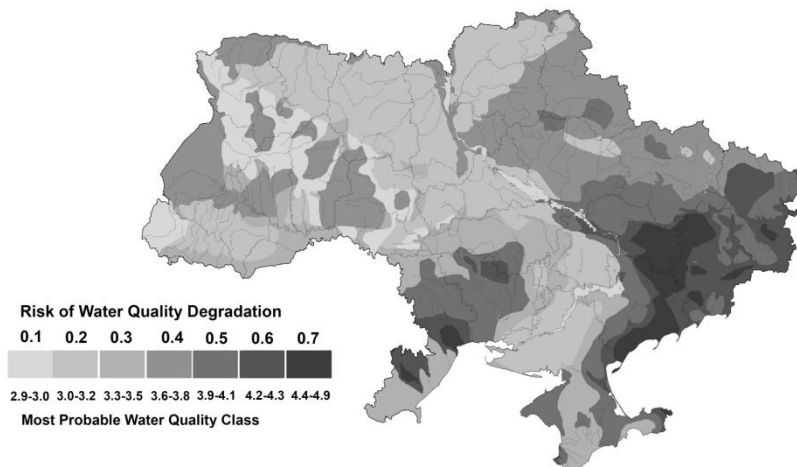 Risk of Water Quality Degradation
0.1 0.2 0.3 0.4 0.5 0.6 0.7
2.9-3.0 3.0-3.2 3.3-3.5 3.6-3.8 3.9-4.1 4.2-4.3 4.4-4.9
Most Probable Water Quality Class